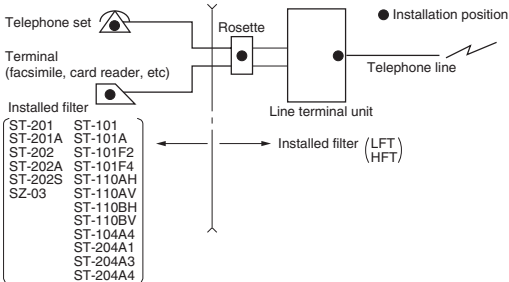 Telephone set
Rosette
● Installation position
Terminal
(facsimile, card reader, etc)
Telephone line
Line terminal unit
Installed filter
ST-201 ST-101
ST-201A ST-101A
ST-202 ST-101F2
ST-202A ST-101F4
ST-202S ST-110AH
SZ-03 ST-110AV
ST-110BH
ST-110BV
ST-104A4
ST-204A1
ST-204A3
ST-204A4
Installed filter (LFT
HFT)